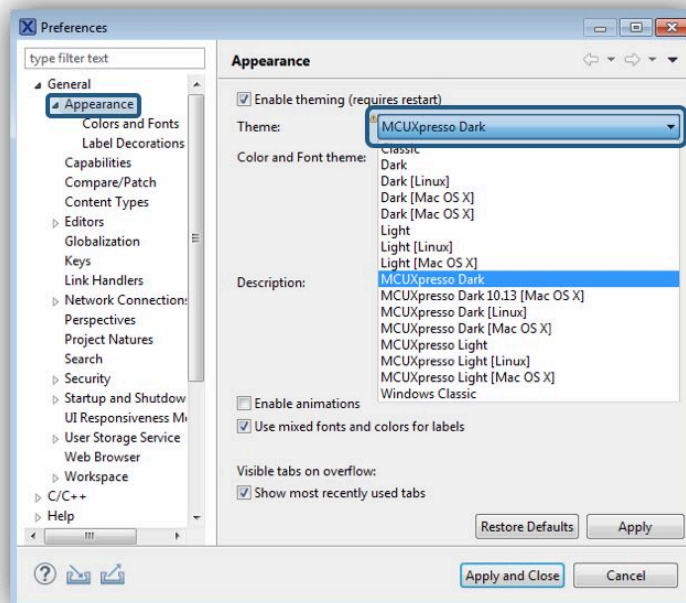 Preferences
type filter text
General
Appearance
Colors and Fonts
Label Decorations
Capabilities
Compare/Patch
Content Types
Editors
Globalization
Keys
Link Handlers
Network Connections
Perspectives
Project Natures
Search
Security
Startup and Shutdow
UI Responsiveness M
User Storage Service
Web Browser
Workspace
C/C++
Help
Appearance
Enable theming (requires restart)
Theme:
MCUXpresso Dark
Color and Font theme:
Classic
Dark
Dark [Linux]
Dark [Mac OS X]
Dark [Mac OS X]
Light
Light [Linux]
Light [Mac OS X]
MCUXpresso Dark
MCUXpresso Dark 10.13 [Mac OS X]
MCUXpresso Dark [Linux]
MCUXpresso Dark [Mac OS X]
MCUXpresso Light
MCUXpresso Light [Linux]
MCUXpresso Light [Mac OS X]
Windows Classic
Description:
Enable animations
Use mixed fonts and colors for labels
Visible tabs on overflow:
Show most recently used tabs
Restore Defaults
Apply
Apply and Close
Cancel